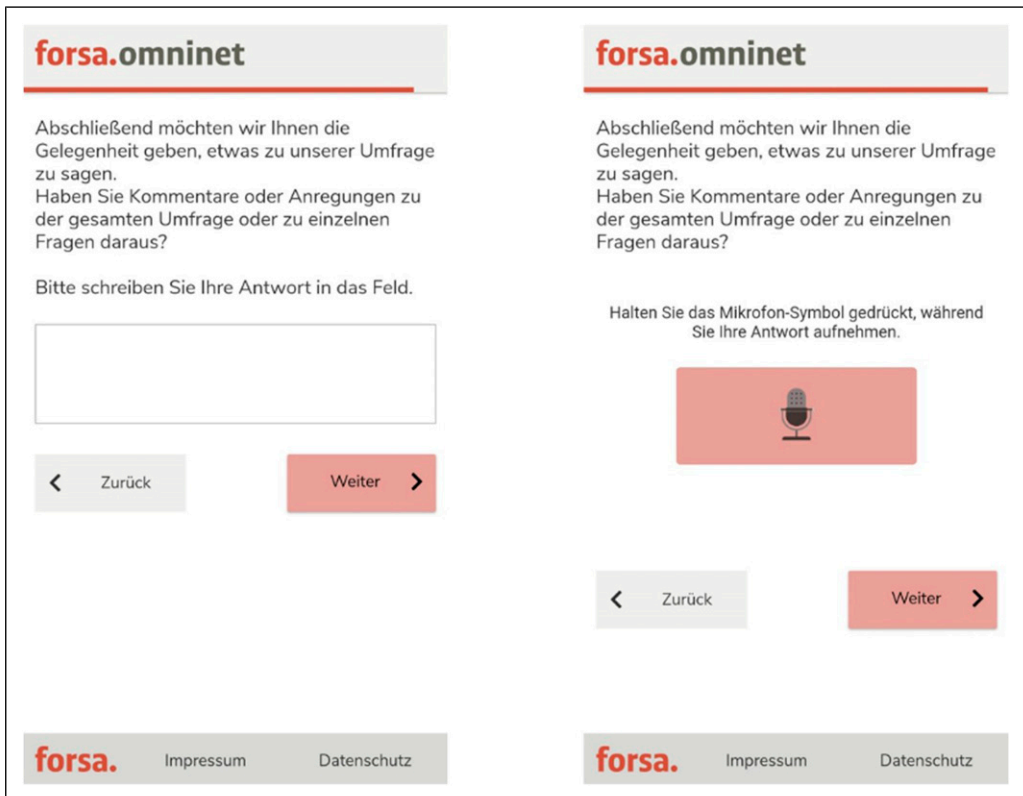 forsa.omninet
Abschließend möchten wir Ihnen die
Gelegenheit geben, etwas zu unserer Umfrage
zu sagen.
Haben Sie Kommentare oder Anregungen zu
der gesamten Umfrage oder zu einzelnen
Fragen daraus?
Bitte schreiben Sie Ihre Antwort in das Feld.
Zurück
Weiter
forsa.
Impressum
Datenschutz
forsa.omninet
Abschließend möchten wir Ihnen die
Gelegenheit geben, etwas zu unserer Umfrage
zu sagen.
Haben Sie Kommentare oder Anregungen zu
der gesamten Umfrage oder zu einzelnen
Fragen daraus?
Halten Sie das Mikrofon-Symbol gedrückt, während
Sie Ihre Antwort aufnehmen.
Zurück
Weiter
forsa.
Impressum
Datenschutz